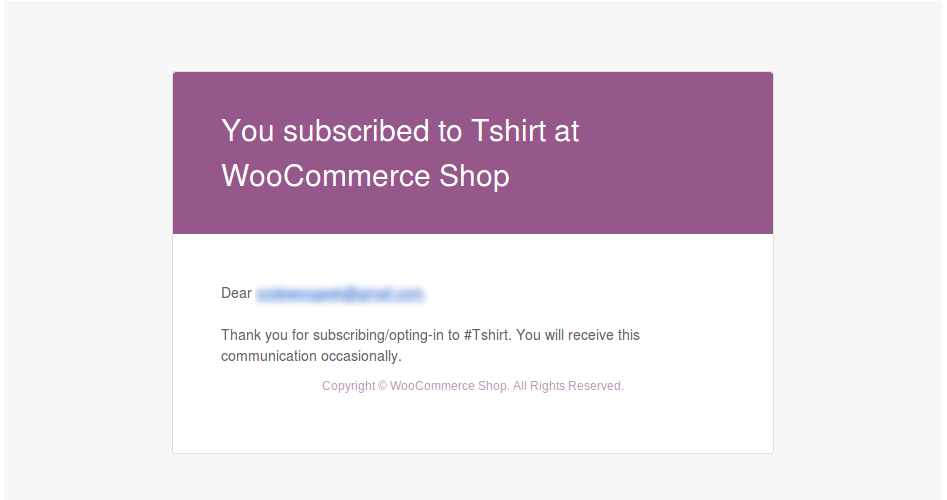 You subscribed to Tshirt at
WooCommerce Shop
Dear
Thank you for subscribing/opting-in to #Tshirt. You will receive this
communication occasionally.
Copyright © WooCommerce Shop. All Rights Reserved.